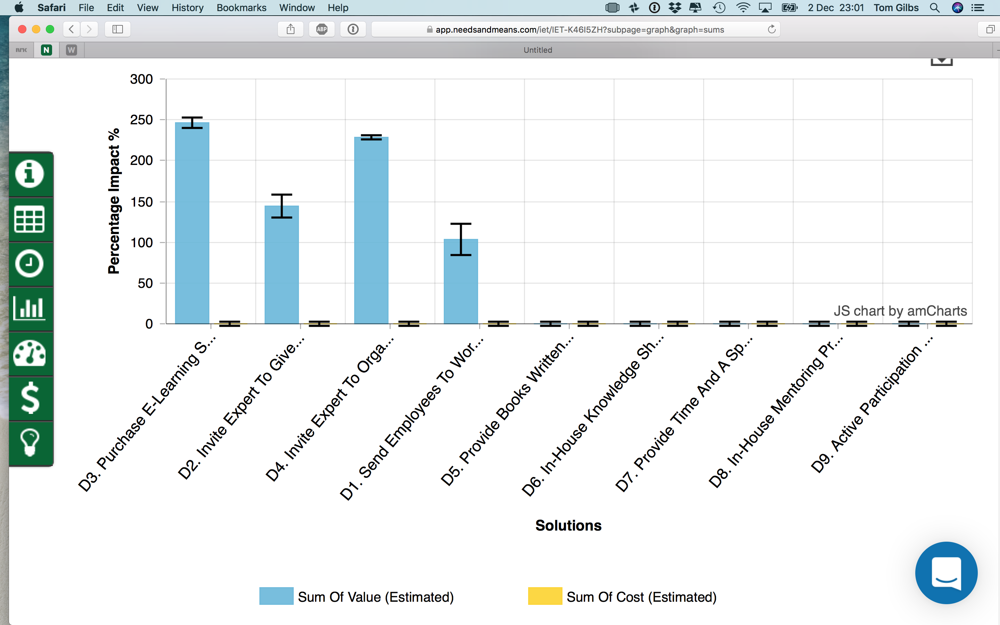 Safari File Edit View History Bookmarks Window Help 2 Dec 23:01 Tom Gilbs
ABP app.needsandmeans.com/iet/IET-K46I5ZH?subpage=graph&graph=sums
nrk N W Untitled
300
250
200
150
100
50
0
Percentage Impact %
JS chart by amCharts
D3. Purchase E-Learning S...
D2. Invite Expert To Give...
D4. Invite Expert To Orga...
D1. Send Employees To Wor...
D5. Provide Books Written...
D6. In-House Knowledge Sh...
D7. Provide Time And A Sp...
D8. In-House Mentoring Pr...
D9. Active Participation ...
Solutions
Sum Of Value (Estimated) Sum Of Cost (Estimated)